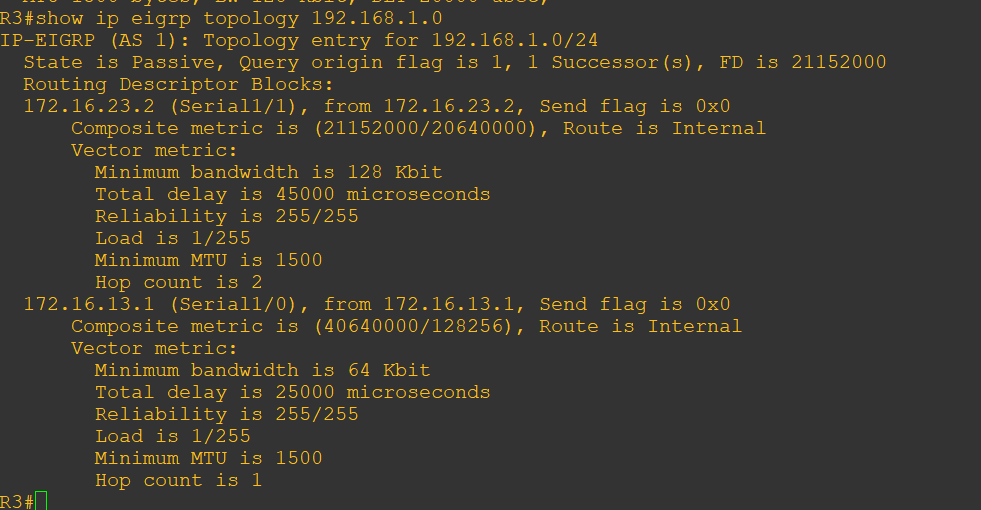 R3#show ip eigrp topology 192.168.1.0
IP-EIGRP (AS 1): Topology entry for 192.168.1.0/24
State is Passive, Query origin flag is 1, 1 Successor(s), FD is 21152000
Routing Descriptor Blocks:
172.16.23.2 (Serial1/1), from 172.16.23.2, Send flag is 0x0
Composite metric is (21152000/20640000), Route is Internal
Vector metric:
Minimum bandwidth is 128 Kbit
Total delay is 45000 microseconds
Reliability is 255/255
Load is 1/255
Minimum MTU is 1500
Hop count is 2
172.16.13.1 (Serial1/0), from 172.16.13.1, Send flag is 0x0
Composite metric is (40640000/128256), Route is Internal
Vector metric:
Minimum bandwidth is 64 Kbit
Total delay is 25000 microseconds
Reliability is 255/255
Load is 1/255
Minimum MTU is 1500
Hop count is 1
R3#